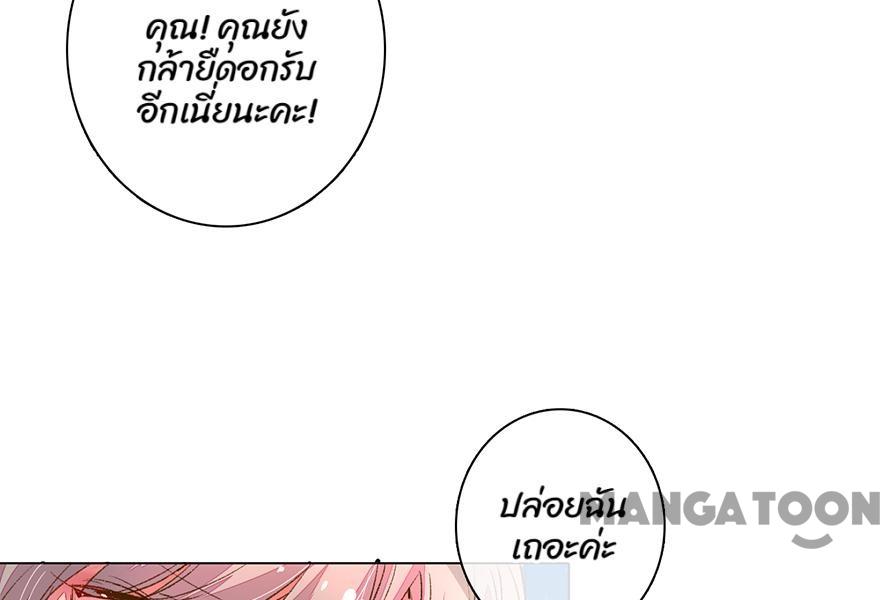 คุณ! คุณยัง
กล้ายืดอกรับ
อีกเนี่ยนะคะ!
ปล่อยฉัน
เถอะค่ะ
MANGATOON